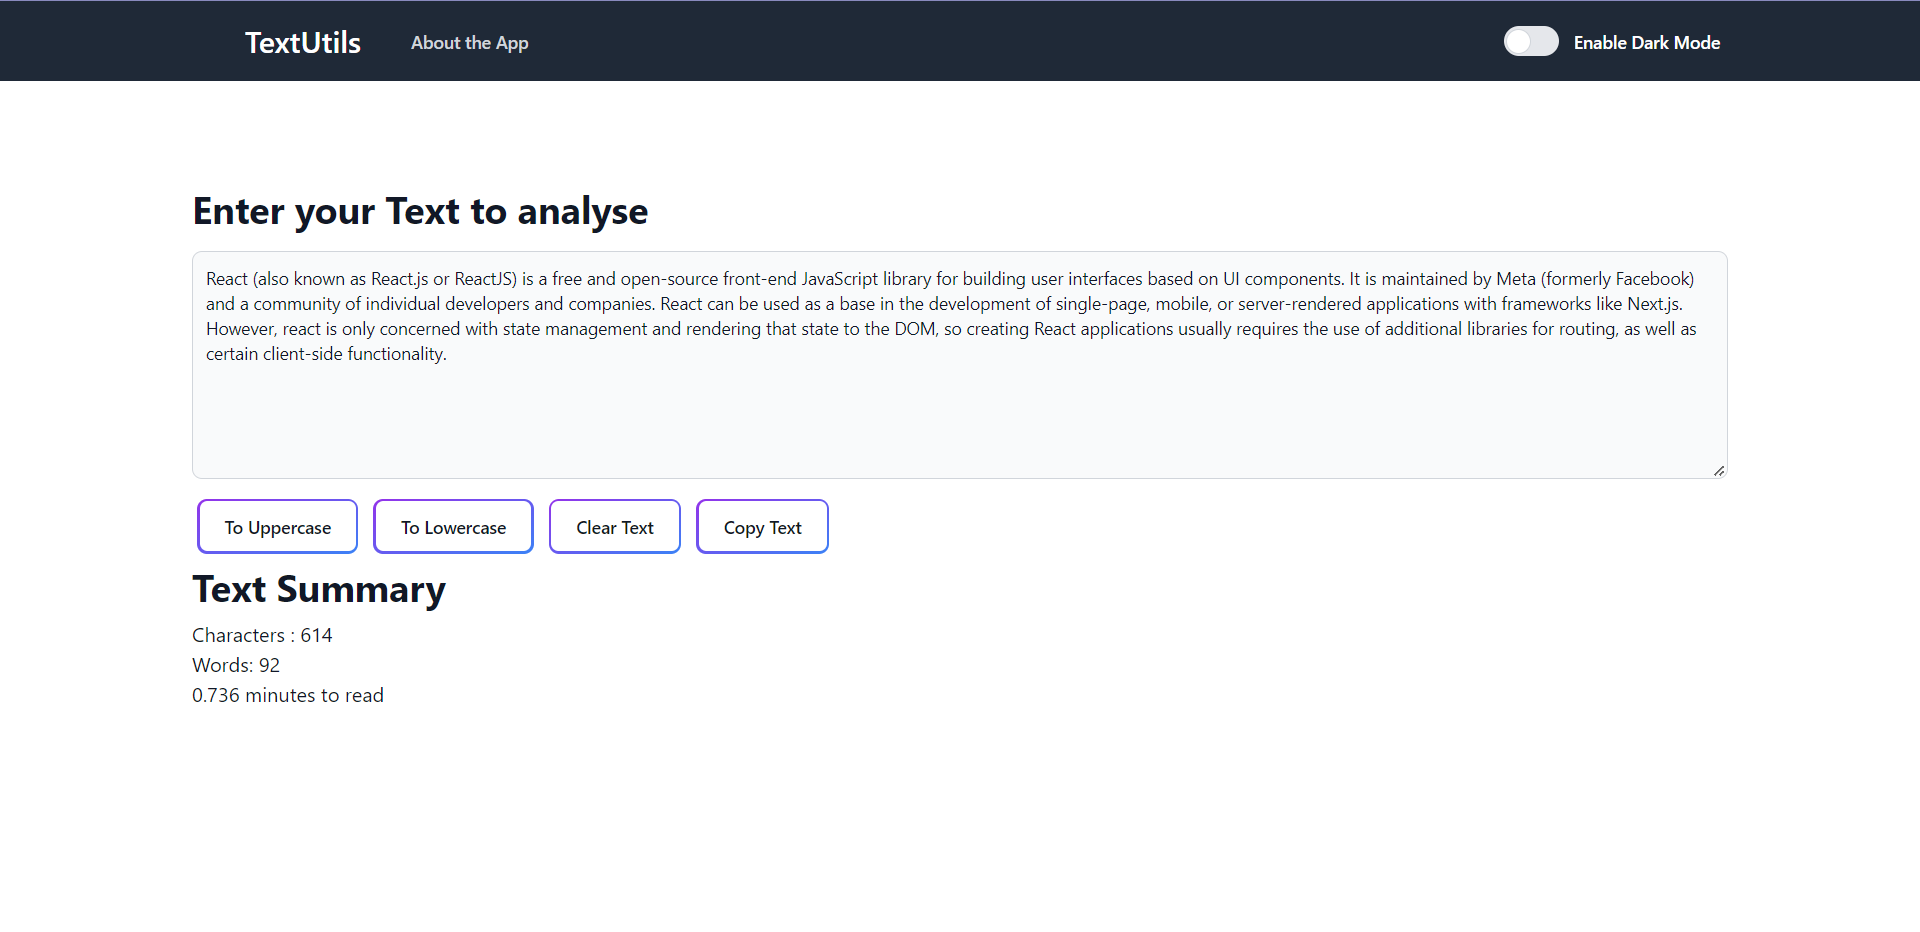 TextUtils About the App Enable Dark Mode
Enter your Text to analyse
React (also known as React.js or ReactJS) is a free and open-source front-end JavaScript library for building user interfaces based on UI components. It is maintained by Meta (formerly Facebook)
and a community of individual developers and companies. React can be used as a base in the development of single-page, mobile, or server-rendered applications with frameworks like Next.js.
However, react is only concerned with state management and rendering that state to the DOM, so creating React applications usually requires the use of additional libraries for routing, as well as
certain client-side functionality.
To Uppercase To Lowercase Clear Text Copy Text
Text Summary
Characters : 614
Words: 92
0.736 minutes to read